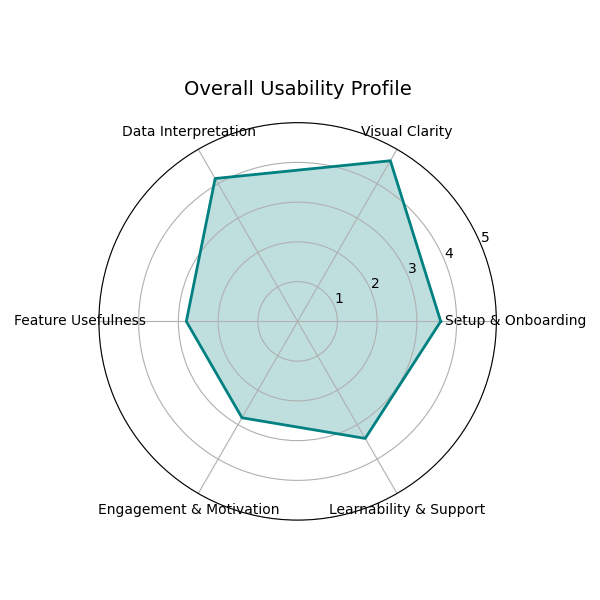 Overall Usability Profile
Data Interpretation
Visual Clarity
5
4
3
2
1
Feature Usefulness
Setup & Onboarding
Engagement & Motivation
Learnability & Support